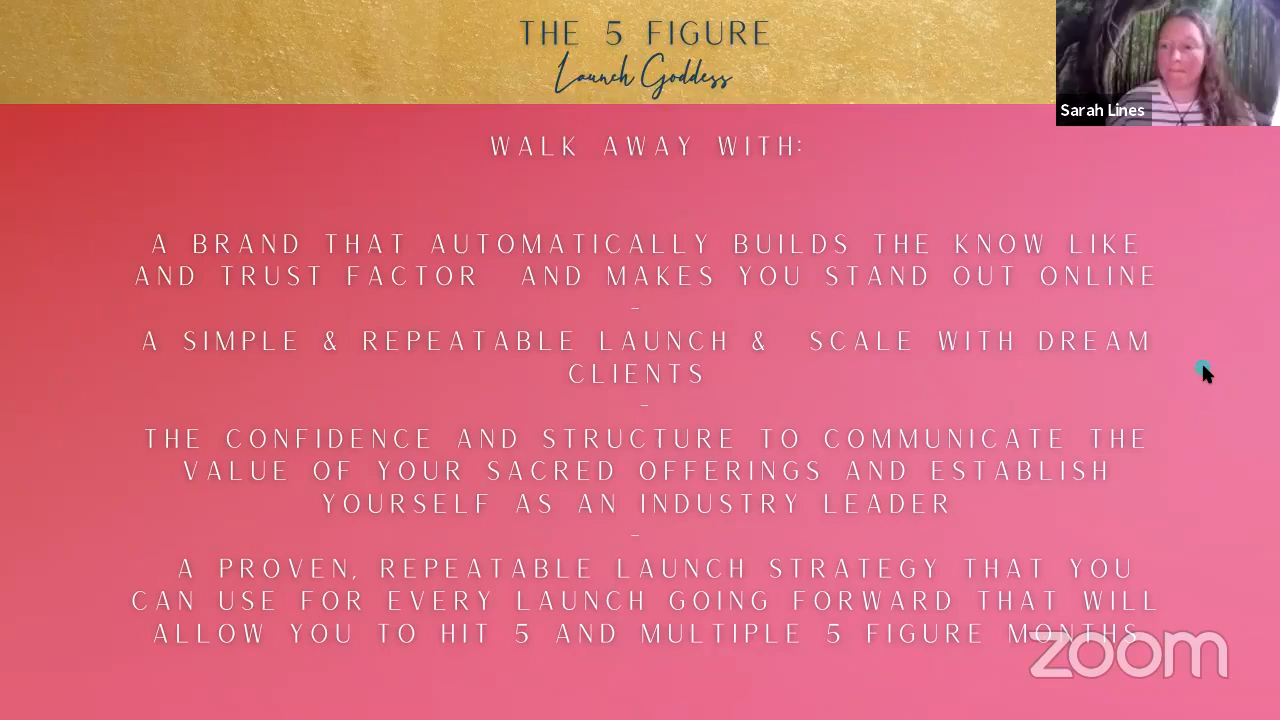 THE 5 FIGURE
Launch Goddess
Sarah Lines
WALK AWAY WITH:
A BRAND THAT AUTOMATICALLY BUILDS THE KNOW LIKE
AND TRUST FACTOR AND MAKES YOU STAND OUT ONLINE
-
A SIMPLE & REPEATABLE LAUNCH & SCALE WITH DREAM
CLIENTS
-
THE CONFIDENCE AND STRUCTURE TO COMMUNICATE THE
VALUE OF YOUR SACRED OFFERINGS AND ESTABLISH
YOURSELF AS AN INDUSTRY LEADER
-
A PROVEN, REPEATABLE LAUNCH STRATEGY THAT YOU
CAN USE FOR EVERY LAUNCH GOING FORWARD THAT WILL
ALLOW YOU TO HIT 5 AND MULTIPLE 5 FIGURE MONTHS
zoom